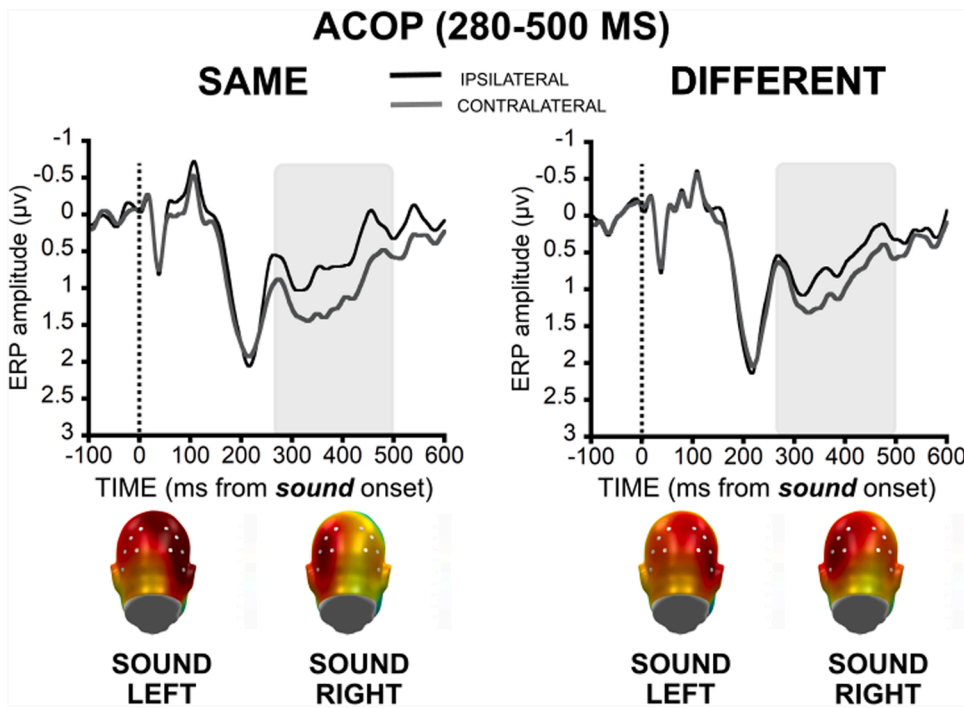 ACOP (280-500 MS)
SAME
IPSILATERAL
CONTRALATERAL
DIFFERENT
-1
-0.5
0
0.5
1
1.5
2
2.5
3
ERP amplitude (μv)
-100 0 100 200 300 400 500 600
TIME (ms from sound onset)
-1
-0.5
0
0.5
1
1.5
2
2.5
3
ERP amplitude (μv)
-100 0 100 200 300 400 500 600
TIME (ms from sound onset)
SOUND
LEFT
SOUND
RIGHT
SOUND
LEFT
SOUND
RIGHT